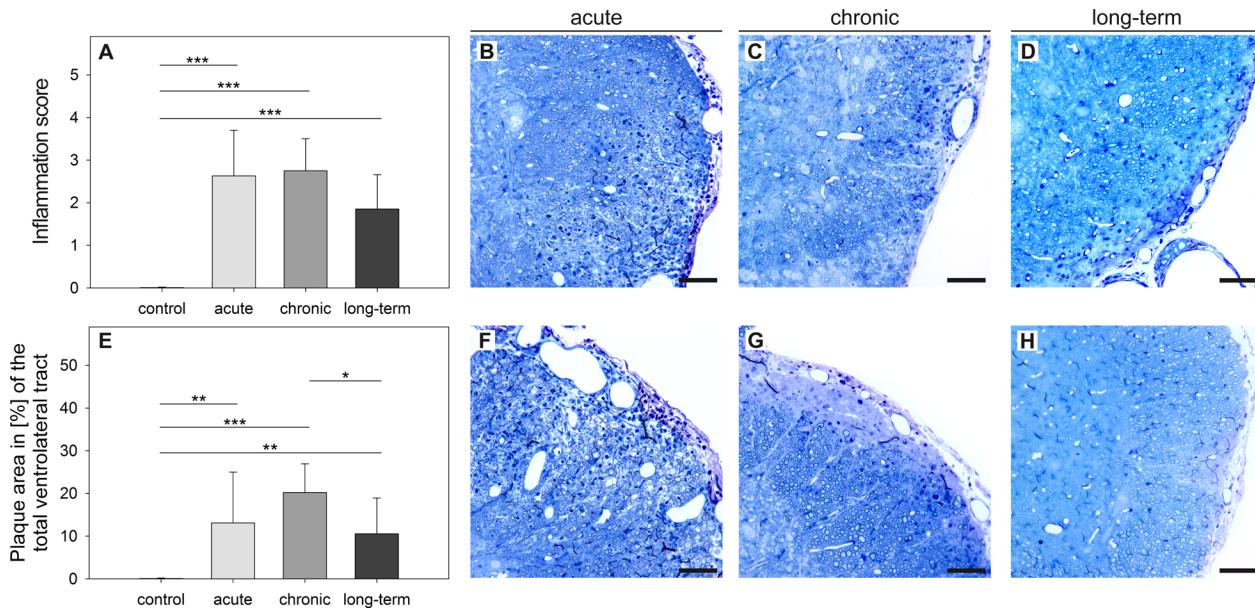 acute
chronic
long-term
A
Inflammation score
5
4
3
2
1
0
***
***
***
control
acute
chronic
long-term
B
C
D
E
Plaque area in [%] of the
total ventrolateral tract
50
40
30
20
10
0
*
**
***
**
control
acute
chronic
long-term
F
G
H